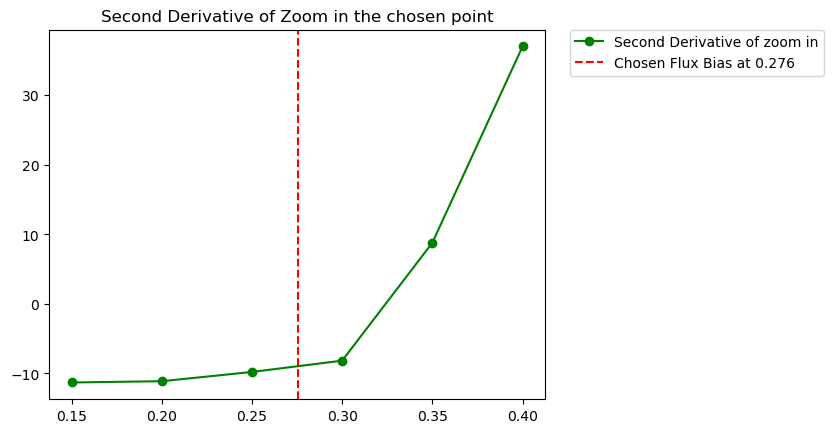 Second Derivative of Zoom in the chosen point
Second Derivative of zoom in
Chosen Flux Bias at 0.276
30
20
10
0
−10
0.15 0.20 0.25 0.30 0.35 0.40